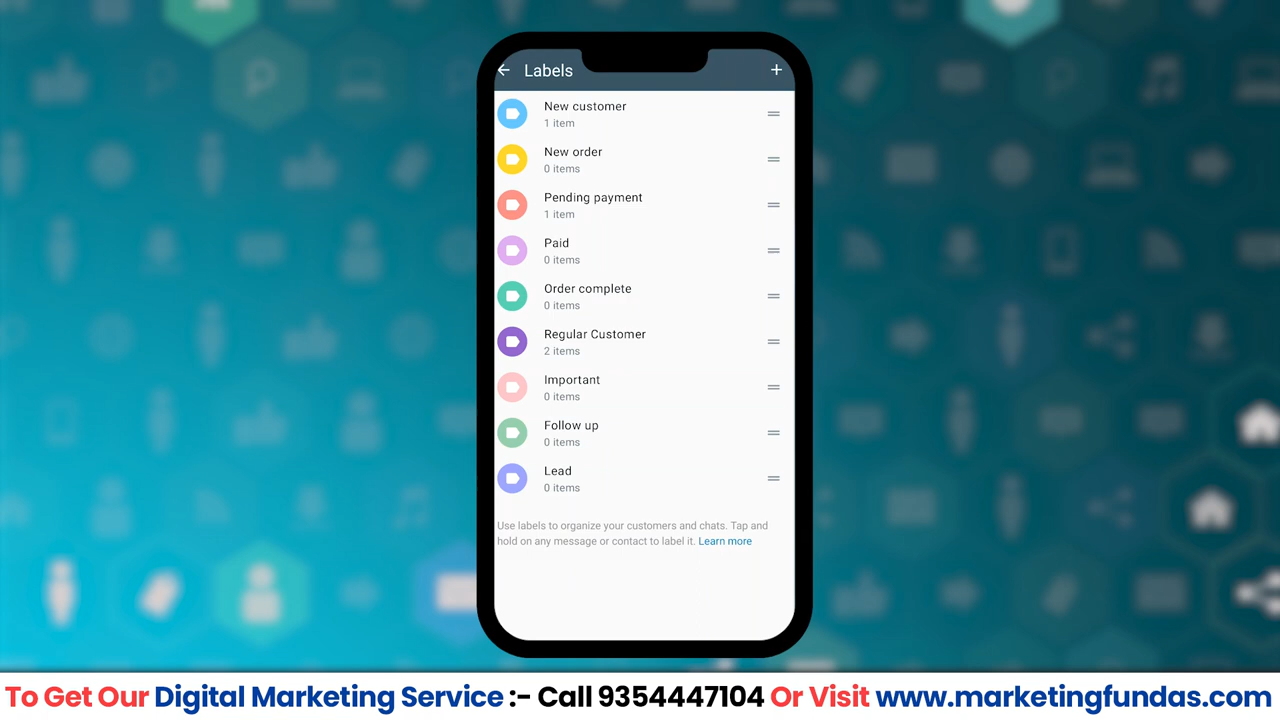 Labels
New customer
1 item
New order
0 items
Pending payment
1 item
Paid
0 items
Order complete
0 items
Regular Customer
2 items
Important
0 items
Follow up
0 items
Lead
0 items
Use labels to organize your customers and chats. Tap and
hold on any message or contact to label it. Learn more
To Get Our Digital Marketing Service :- Call 9354447104 Or Visit www.marketingfundas.com